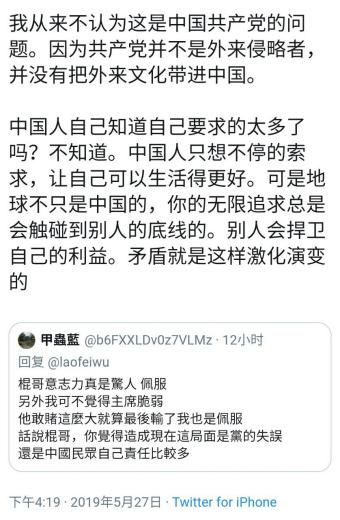 我从来不认为这是中国共产党的问
题。因为共产党并不是外来侵略者，
并没有把外来文化带进中国。
中国人自己知道自己要求的太多了
吗？不知道。中国人只想不停的索
求，让自己可以生活得更好。可是地
球不只是中国的，你的无限追求总是
会触碰到别人的底线的。别人会捍卫
自己的利益。矛盾就是这样激化演变
的
甲蟲藍 @b6FXXLDv0z7VLMz · 12小时
回复 @laofeiwu
棍哥意志力真是驚人 佩服
另外我可不覺得主席脆弱
他敢賭這麼大就算最後輸了我也是佩服
話說棍哥，你覺得造成現在這局面是黨的失誤
還是中國民眾自己責任比較多
下午4:19 · 2019年5月27日 · Twitter for iPhone